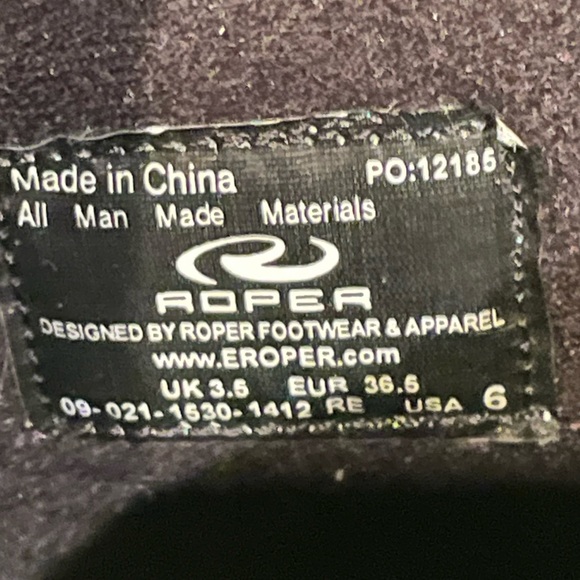 Made in China PO:12185
All Man Made Materials
ROPER
DESIGNED BY ROPER FOOTWEAR & APPAREL
www.EROPER.com
UK 3.5 EUR 36.5
09-021-1530-1412 RE USA 6